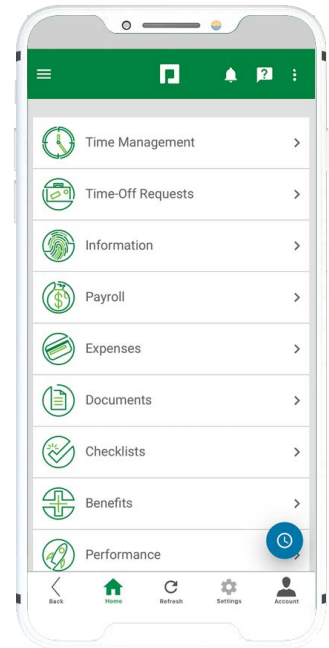 Time Management
Time-Off Requests
Information
Payroll
Expenses
Documents
Checklists
Benefits
Performance
Back Home Refresh Settings Account